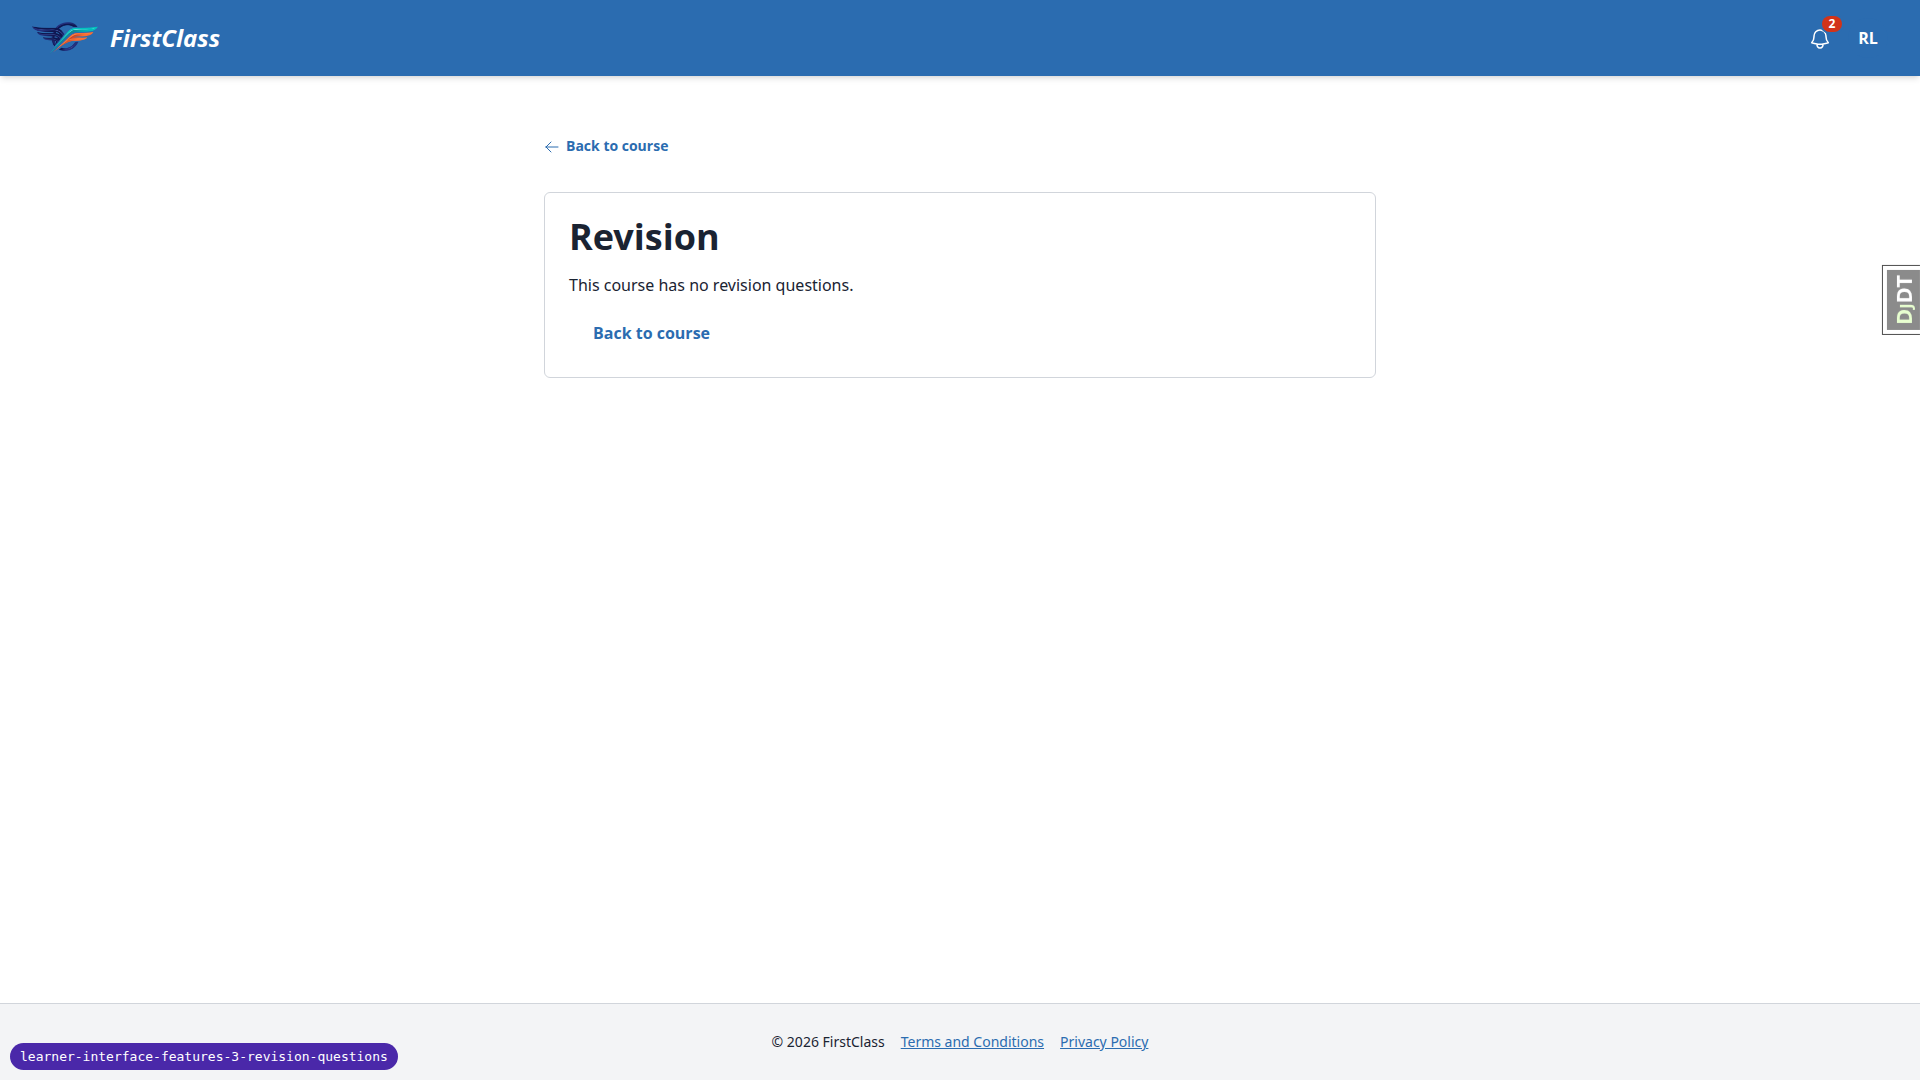 FirstClass
2
RL
Back to course
Revision
This course has no revision questions.
Back to course
DJDT
© 2026 FirstClass Terms and Conditions Privacy Policy
learner-interface-features-3-revision-questions